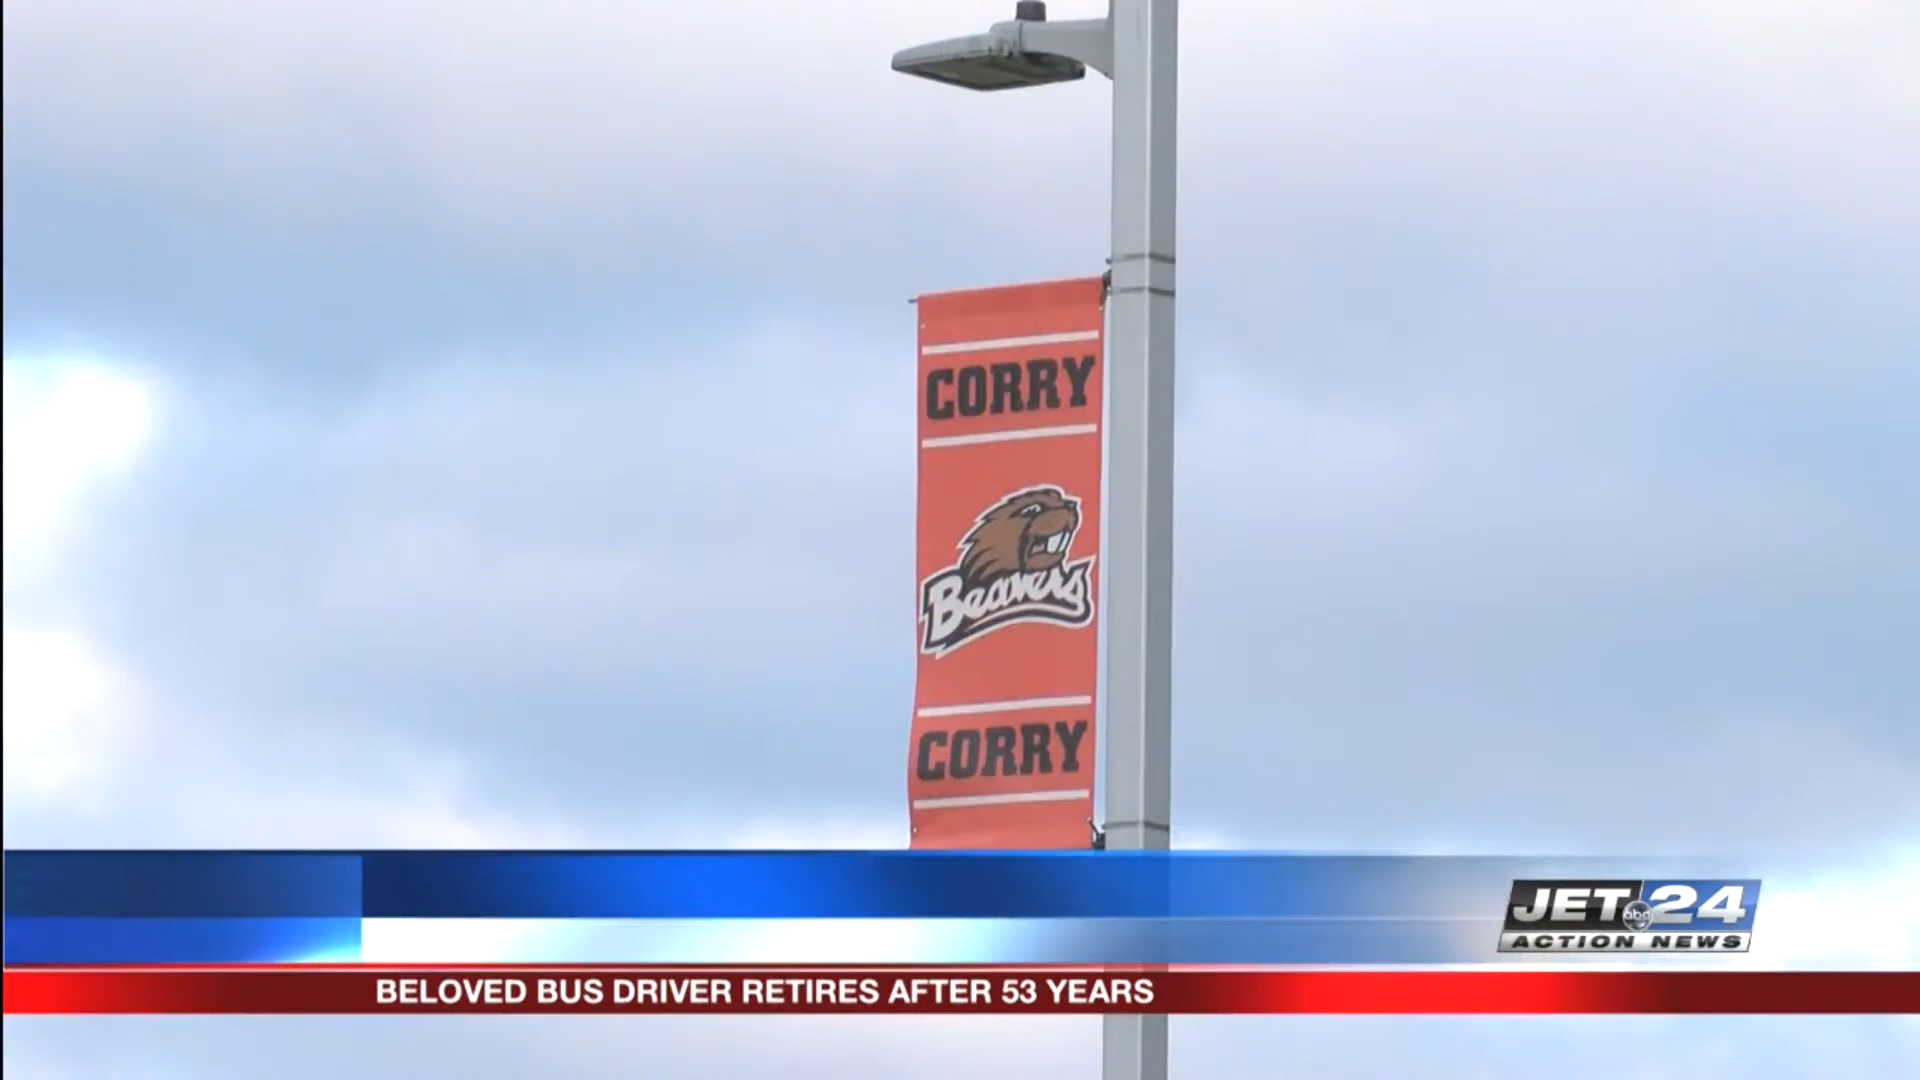 CORRY
Beavers
CORRY
JET abc 24
ACTION NEWS
BELOVED BUS DRIVER RETIRES AFTER 53 YEARS